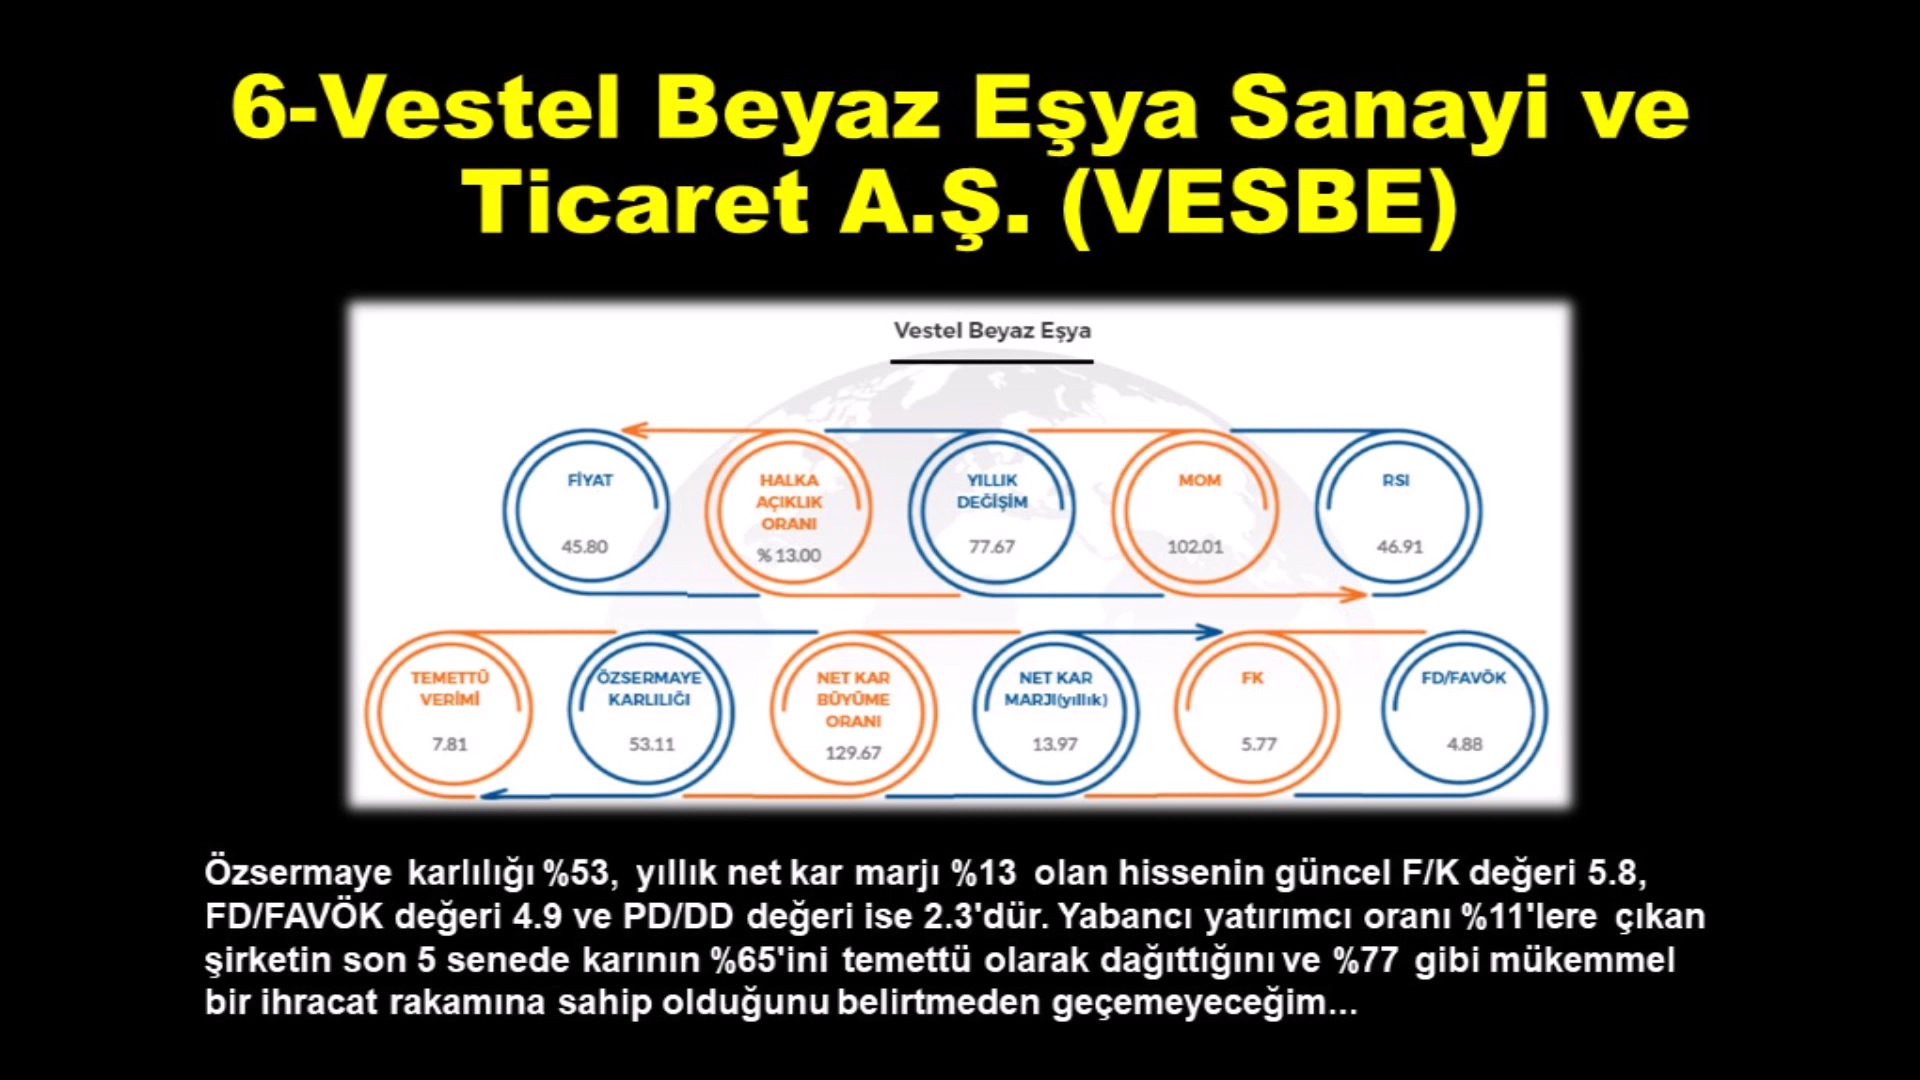 6-Vestel Beyaz Eşya Sanayi ve
Ticaret A.Ş. (VESBE)
Vestel Beyaz Eşya
FİYAT
45.80
HALKA
AÇIKLIK
ORANI
% 13.00
YILLIK
DEĞİŞİM
77.67
MOM
102.01
RSI
46.91
TEMETTÜ
VERİMİ
7.81
ÖZSERMAYE
KARLILIĞI
53.11
NET KAR
BÜYÜME
ORANI
129.67
NET KAR
MARJI(yıllık)
13.97
FK
5.77
FD/FAVÖK
4.88
Özsermaye karlılığı %53, yıllık net kar marjı %13 olan hissenin güncel F/K değeri 5.8,
FD/FAVÖK değeri 4.9 ve PD/DD değeri ise 2.3'dür. Yabancı yatırımcı oranı %11'lere çıkan
şirketin son 5 senede karının %65'ini temettü olarak dağıttığını ve %77 gibi mükemmel
bir ihracat rakamına sahip olduğunu belirtmeden geçemeyeceğim...